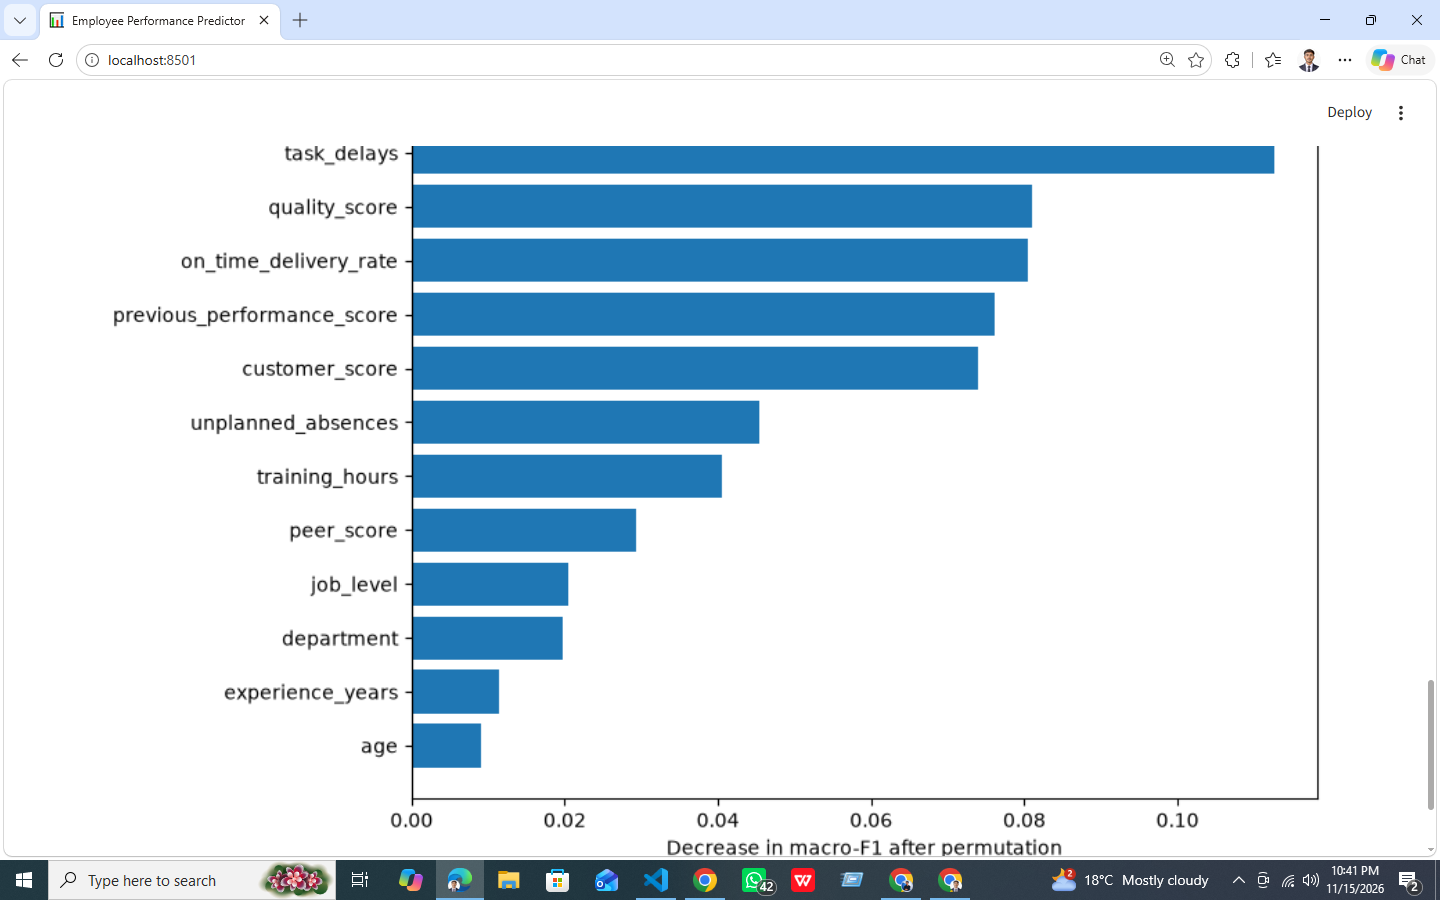 Employee Performance Predictor
localhost:8501
Chat
Deploy
task_delays
quality_score
on_time_delivery_rate
previous_performance_score
customer_score
unplanned_absences
training_hours
peer_score
job_level
department
experience_years
age
0.00 0.02 0.04 0.06 0.08 0.10
Decrease in macro-F1 after permutation
Type here to search
42
W
2
18°C Mostly cloudy
10:41 PM
11/15/2026
2